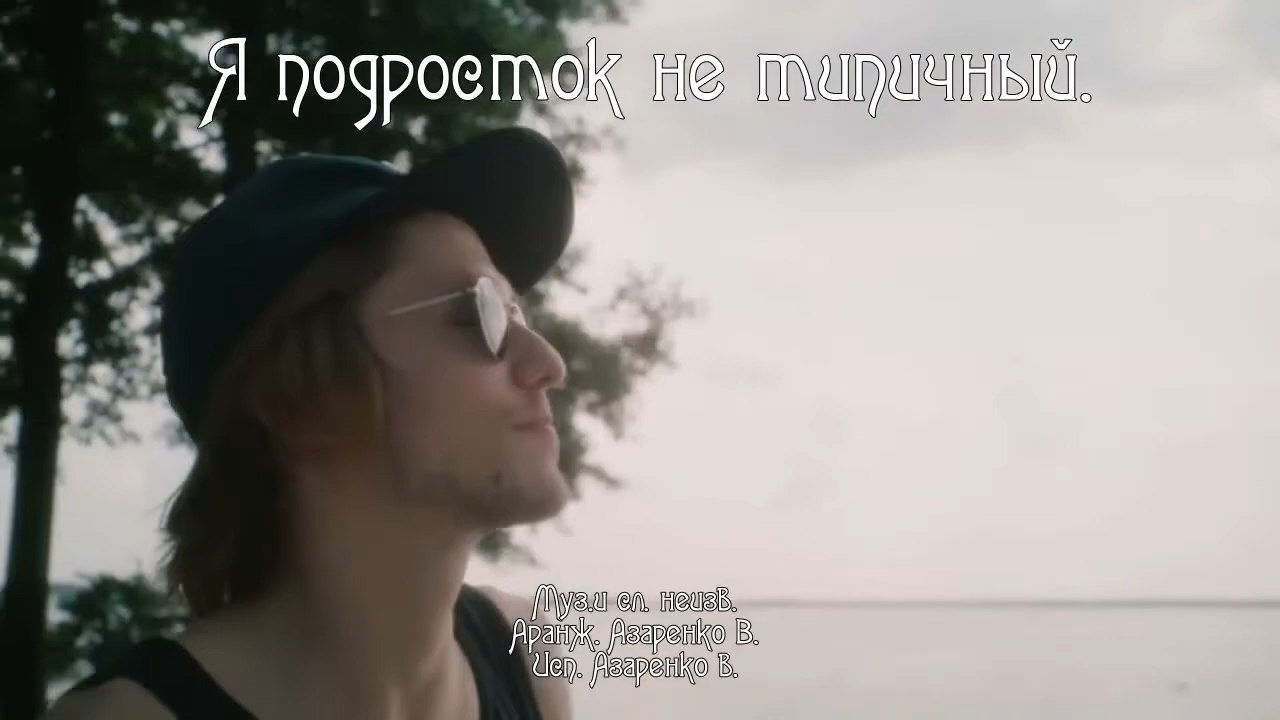 Я подросток не типичный.
Муз.и сл. неизв.
Аранж. Азаренко В.
Исп. Азаренко В.